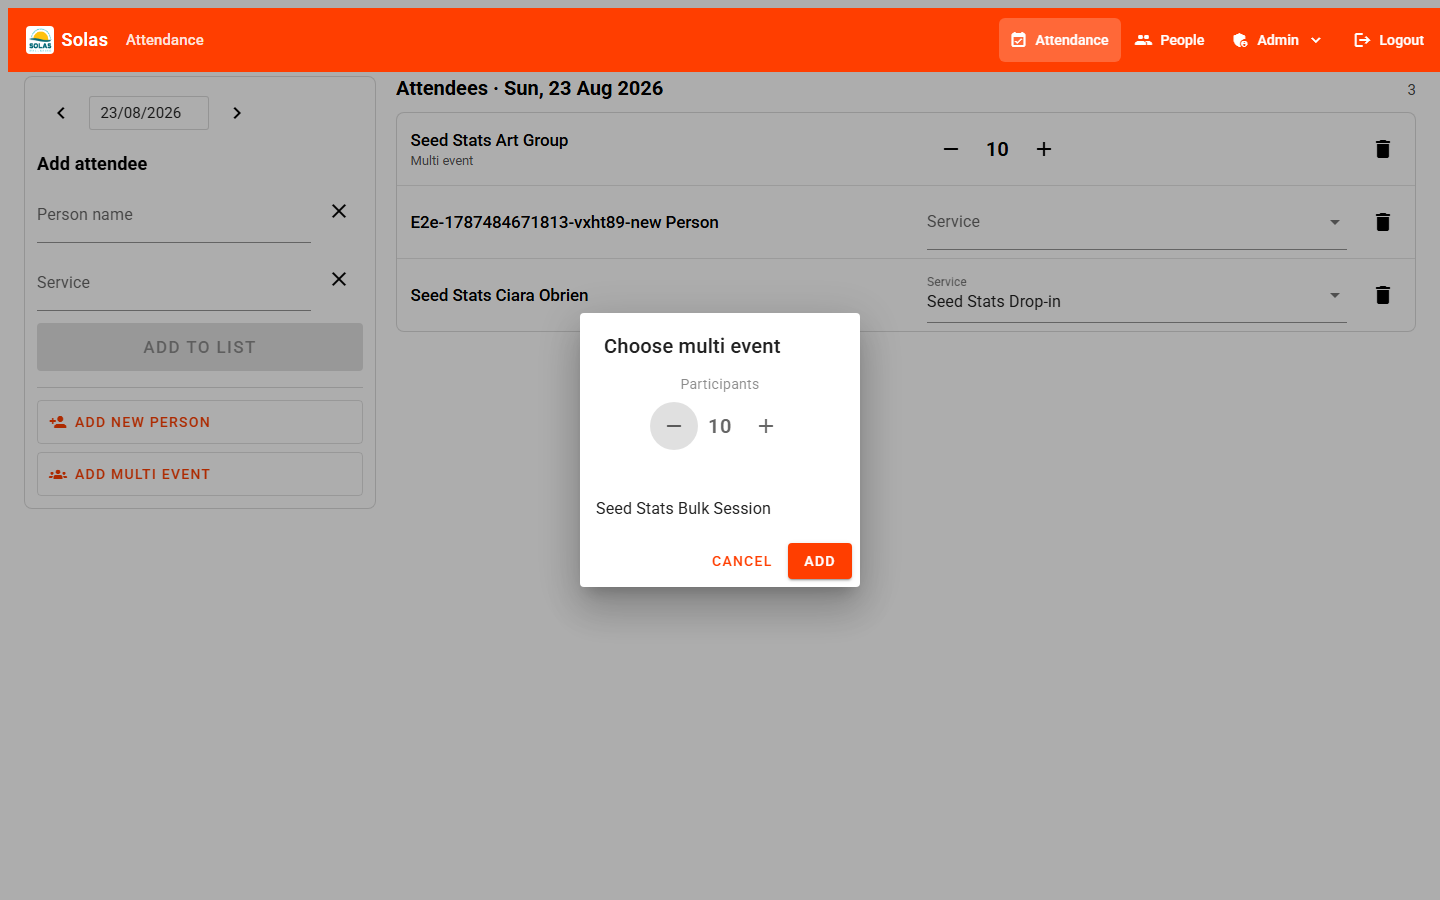 SOLAS
Solas
Attendance
Attendance
People
Admin
Logout
23/08/2026
Add attendee
Person name
Service
ADD TO LIST
ADD NEW PERSON
ADD MULTI EVENT
Attendees · Sun, 23 Aug 2026
3
Seed Stats Art Group
Multi event
10
E2e-1787484671813-vxht89-new Person
Service
Seed Stats Ciara Obrien
Service
Seed Stats Drop-in
Choose multi event
Participants
10
Seed Stats Bulk Session
CANCEL
ADD